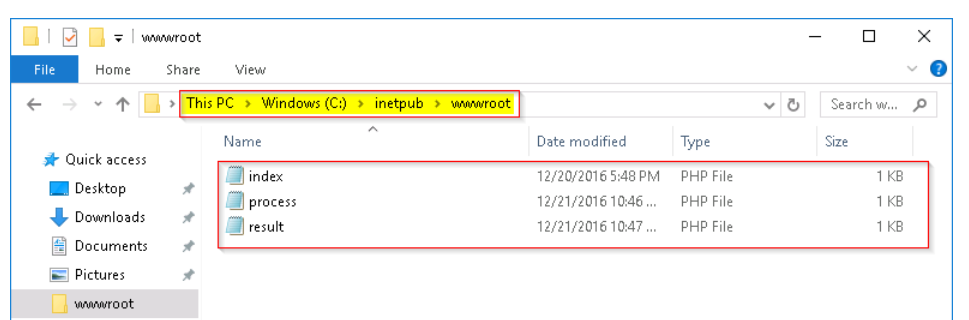 wwwroot
File Home Share View
This PC > Windows (C:) > inetpub > wwwroot Search w...
Name Date modified Type Size
Quick access
index 12/20/2016 5:48 PM PHP File 1 KB
Desktop
process 12/21/2016 10:46 ... PHP File 1 KB
Downloads
result 12/21/2016 10:47 ... PHP File 1 KB
Documents
Pictures
wwwroot